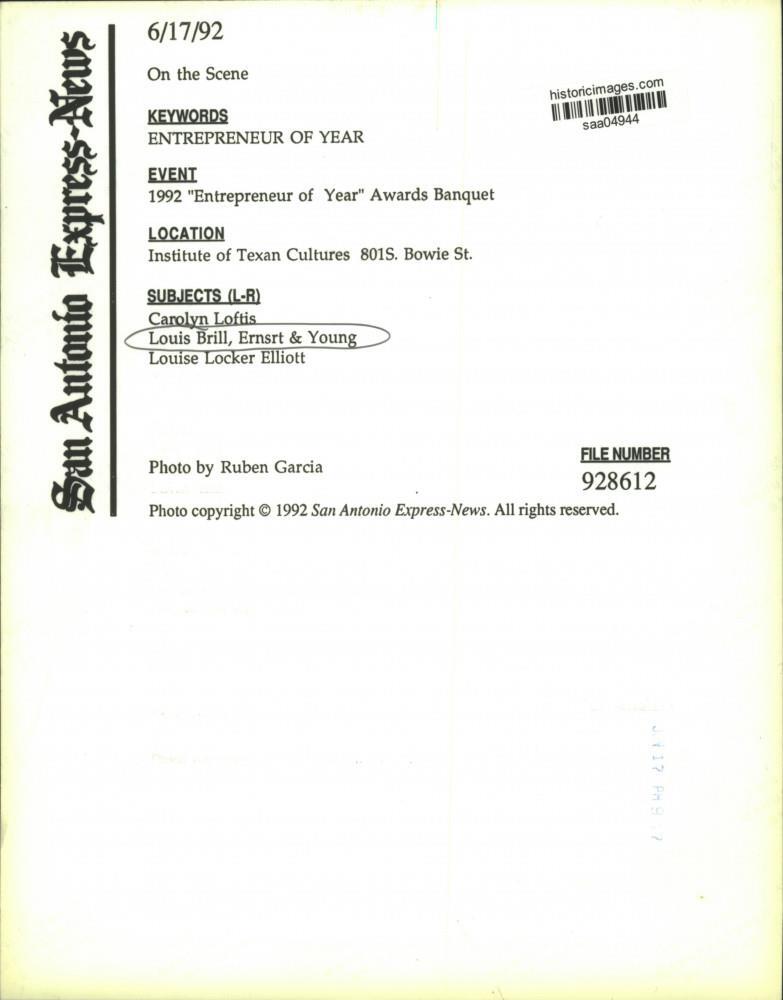 San Antonio Express-News
6/17/92
On the Scene
historicimages.com
saa04944
KEYWORDS
ENTREPRENEUR OF YEAR
EVENT
1992 "Entrepreneur of Year" Awards Banquet
LOCATION
Institute of Texan Cultures 801S. Bowie St.
SUBJECTS (L-R)
Carolyn Loftis
Louis Brill, Ernsrt & Young
Louise Locker Elliott
FILE NUMBER
Photo by Ruben Garcia
928612
Photo copyright © 1992 San Antonio Express-News. All rights reserved.